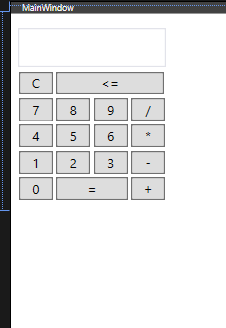 MainWindow
C <=
7 8 9 /
4 5 6 *
1 2 3 -
0 = +